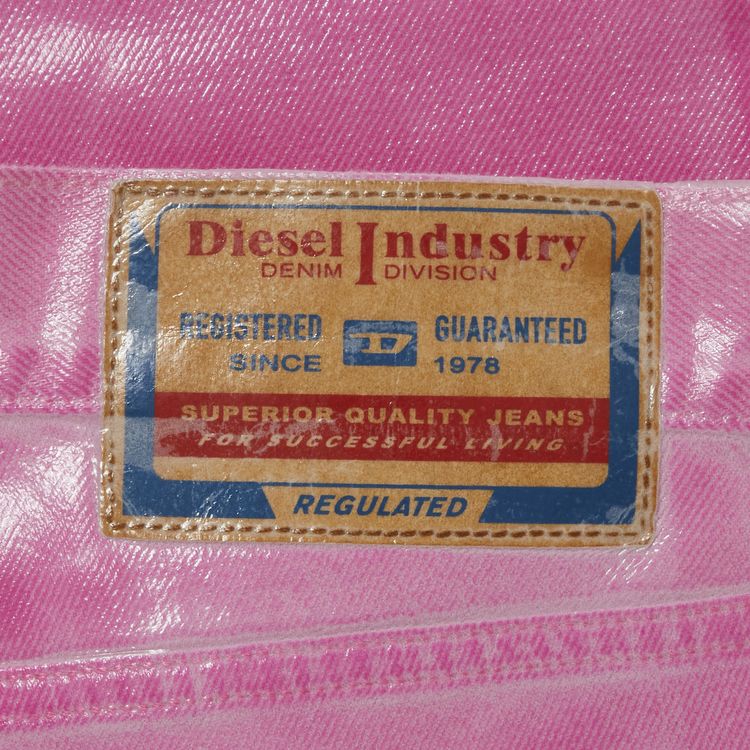 Diesel Industry
DENIM DIVISION
REGISTERED D GUARANTEED
SINCE 1978
SUPERIOR QUALITY JEANS
FOR SUCCESSFUL LIVING
REGULATED